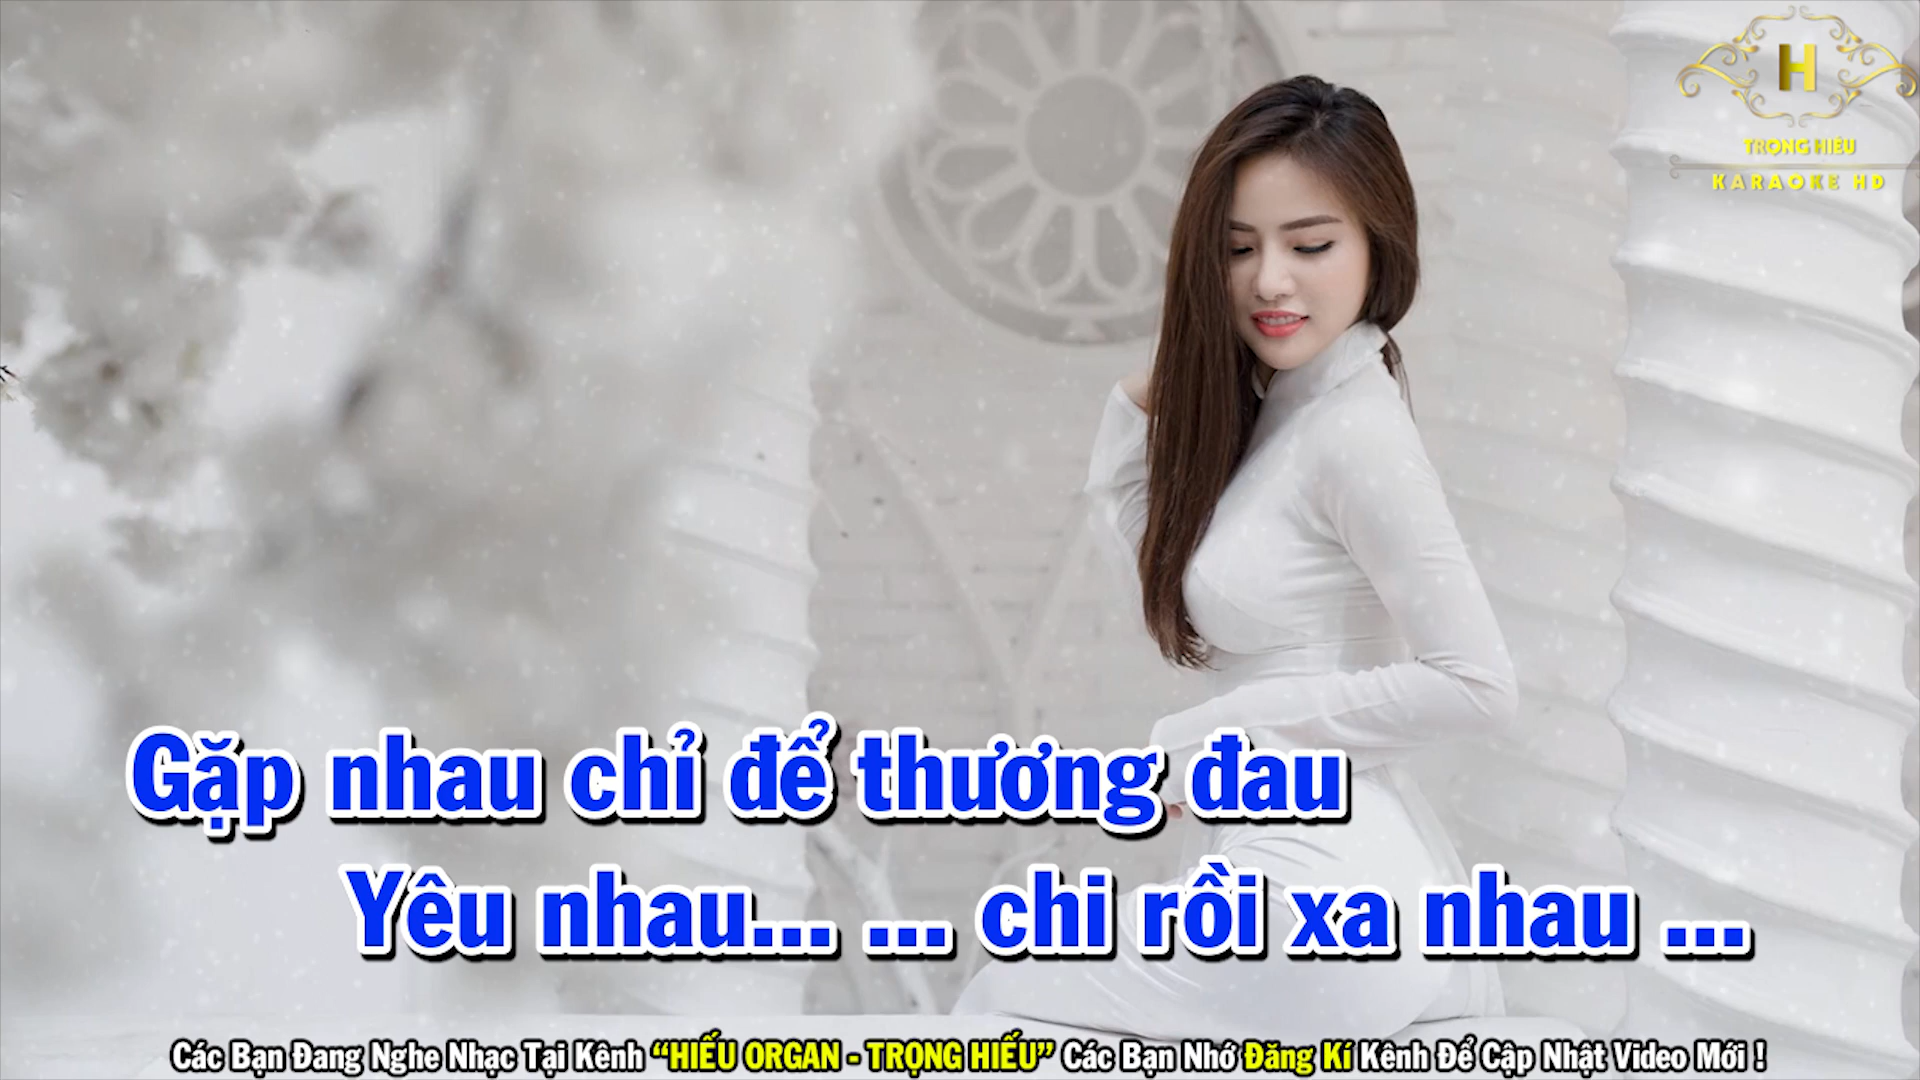 H
TRỌNG HIẾU
KARAOKE HD
Gặp nhau chỉ để thương đau
Yêu nhau... ... chi rồi xa nhau ...
Các Bạn Đang Nghe Nhạc Tại Kênh “HIẾU ORGAN - TRỌNG HIẾU” Các Bạn Nhớ Đăng Kí Kênh Để Cập Nhật Video Mới !